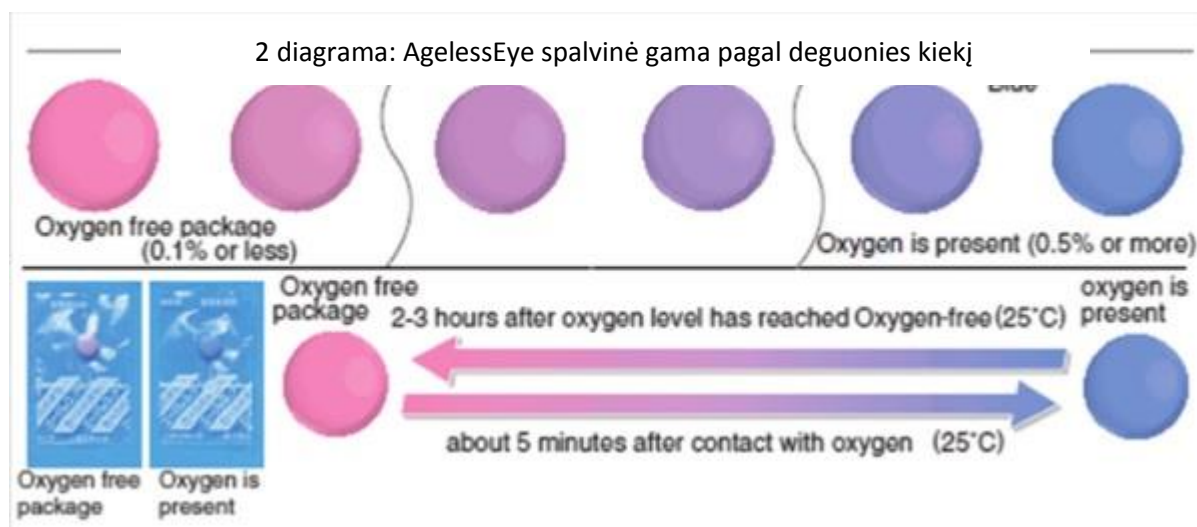 2 diagrama: AgelessEye spalvinė gama pagal deguonies kiekį
Oxygen free package
(0.1% or less)
Oxygen is present (0.5% or more)
Oxygen free
package
2-3 hours after oxygen level has reached Oxygen-free (25°C)
oxygen is
present
about 5 minutes after contact with oxygen (25°C)
Oxygen free
package
Oxygen is
present